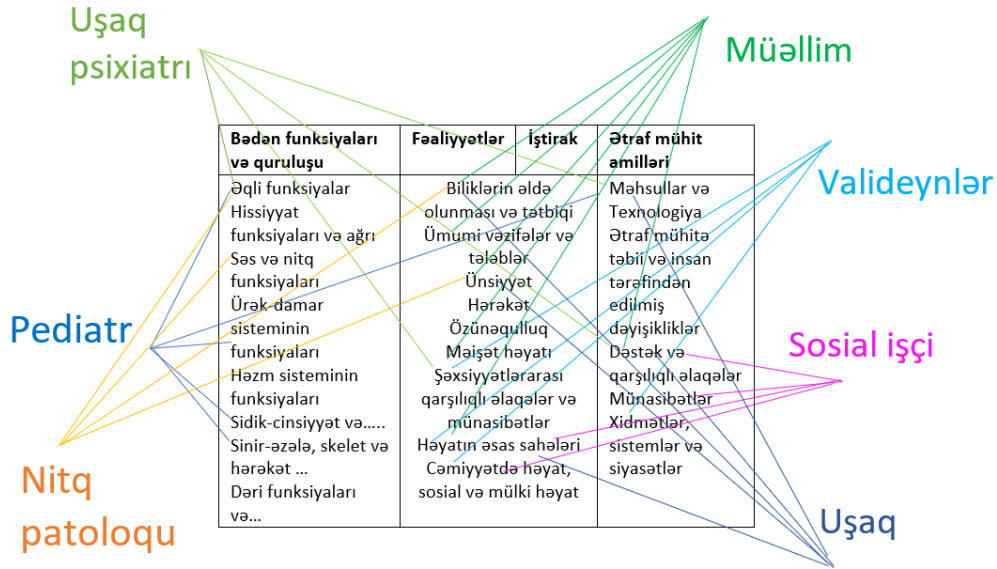 Uşaq
psixiatrı
Müəllim
Bədən funksiyaları
və quruluşu
Fəaliyyətlər
İştirak
Ətraf mühit
amilləri
Əqli funksiyalar
Hissiyyat
funksiyaları və ağrı
Səs və nitq
funksiyaları
Ürək-damar
sisteminin
funksiyaları
Həzm sisteminin
funksiyaları
Sidik-cinsiyyət və.....
Sinir-əzələ, skelet və
hərəkət ...
Dəri funksiyaları
və...
Biliklərin əldə
olunması və tətbiqi
Ümumi vəzifələr və
tələblər
Ünsiyyət
Hərəkət
Özünəqulluq
Məişət həyatı
Şəxsiyyətlərarası
qarşılıqlı əlaqələr və
münasibətlər
Həyatın əsas sahələri
Cəmiyyətdə həyat,
sosial və mülki həyat
Məhsullar və
Texnologiya
Ətraf mühitə
təbii və insan
tərəfindən
edilmiş
dəyişikliklər
Dəstək və
qarşılıqlı əlaqələr
Münasibətlər
Xidmətlər,
sistemlər və
siyasətlər
Valideynlər
Pediatr
Sosial işçi
Nitq
patoloqu
Uşaq